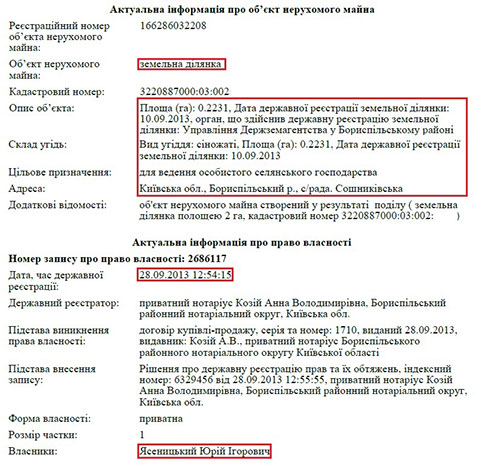 Актуальна інформація про об'єкт нерухомого майна
Реєстраційний номер об'єкта нерухомого майна: 166286032208
Об'єкт нерухомого майна: земельна ділянка
Кадастровий номер: 3220887000:03:002
Опис об'єкта: Площа (га): 0.2231, Дата державної реєстрації земельної ділянки:
10.09.2013, орган, що здійснив державну реєстрацію земельної
ділянки: Управління Держземагентства у Бориспільському районі
Склад угідь: Вид угіддя: сіножаті, Площа (га): 0.2231, Дата державної реєстрації
земельної ділянки: 10.09.2013
Цільове призначення: для ведення особистого селянського господарства
Адреса: Київська обл., Бориспільський р., с/рада. Сошниківська
Додаткові відомості: об'єкт нерухомого майна створений у результаті поділу ( земельна
ділянка полощею 2 га, кадастровий номер 3220887000:03:002: )
Актуальна інформація про право власності
Номер запису про право власності: 2686117
Дата, час державної реєстрації: 28.09.2013 12:54:15
Державний реєстратор: приватний нотаріус Козій Анна Володимирівна, Бориспільський
районний нотаріальний округ, Київська обл.
Підстава виникнення права власності: договір купівлі-продажу, серія та номер: 1710, виданий 28.09.2013,
видавник: Козій А.В., приватний нотаріус Бориспільського
районного нотаріального округу Київської області
Підстава внесення запису: Рішення про державну реєстрацію прав та їх обтяжень, індексний
номер: 6329456 від 28.09.2013 12:55:55, приватний нотаріус Козій
Анна Володимирівна, Бориспільський районний нотаріальний округ,
Київська обл.
Форма власності: приватна
Розмір частки: 1
Власники: Ясеницький Юрій Ігорович